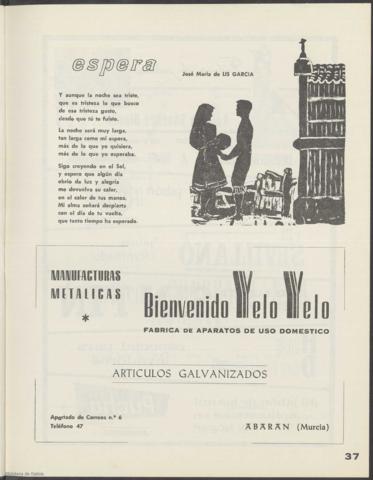 espera
José María de LIS GARCIA
Y aunque la noche sea triste,
que es tristeza lo que busco
de esa tristeza gusto,
desde que tú te fuiste.
La noche será muy larga,
tan larga como mi espera,
más de lo que yo quisiera,
más de lo que yo esperaba.
Sigo creyendo en el Sol,
y espero que algún día
ebrio de luz y alegría
me devuelva su calor,
en el calor de tus manos.
Mi alma soñará despierta
con el día de tu vuelta,
que tanto tiempo ha esperado.
MANUFACTURAS
METALICAS
*
Bienvenido Yelo Yelo
FABRICA DE APARATOS DE USO DOMESTICO
ARTICULOS GALVANIZADOS
Apartado de Correos n.º 6
Teléfono 47
ABARAN (Murcia)
37